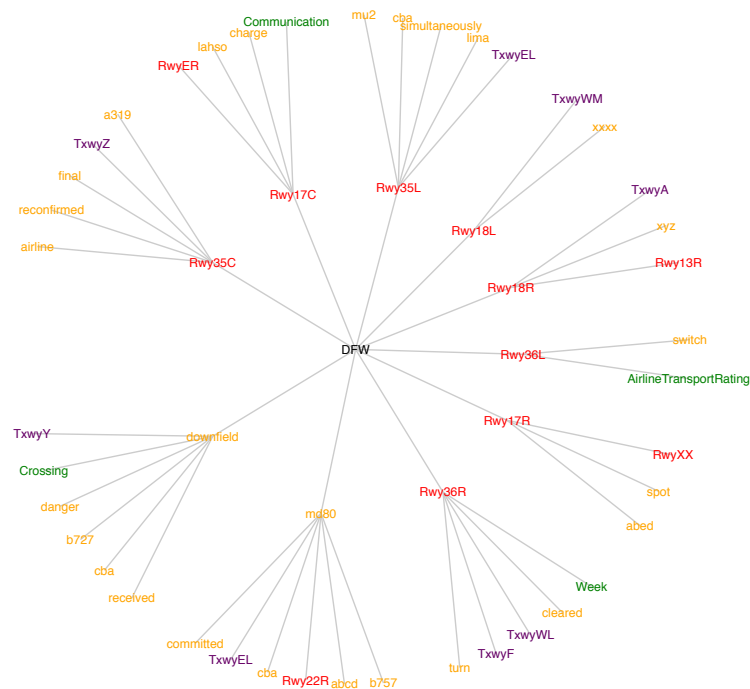 mu2
cba
Communication
simultaneously
charge
lima
lahso
TxwyEL
RwyER
TxwyWM
a319
xxxx
TxwyZ
final
Rwy17C
Rwy35L
TxwyA
reconfirmed
xyz
Rwy18L
airline
Rwy35C
Rwy13R
Rwy18R
switch
DFW
Rwy36L
AirlineTransportRating
Rwy17R
TxwyY
downfield
RwyXX
Crossing
Rwy36R
spot
danger
md80
abed
b727
cba
Week
received
cleared
TxwyWL
committed
TxwyF
TxwyEL
turn
cba
Rwy22R
abcd
b757